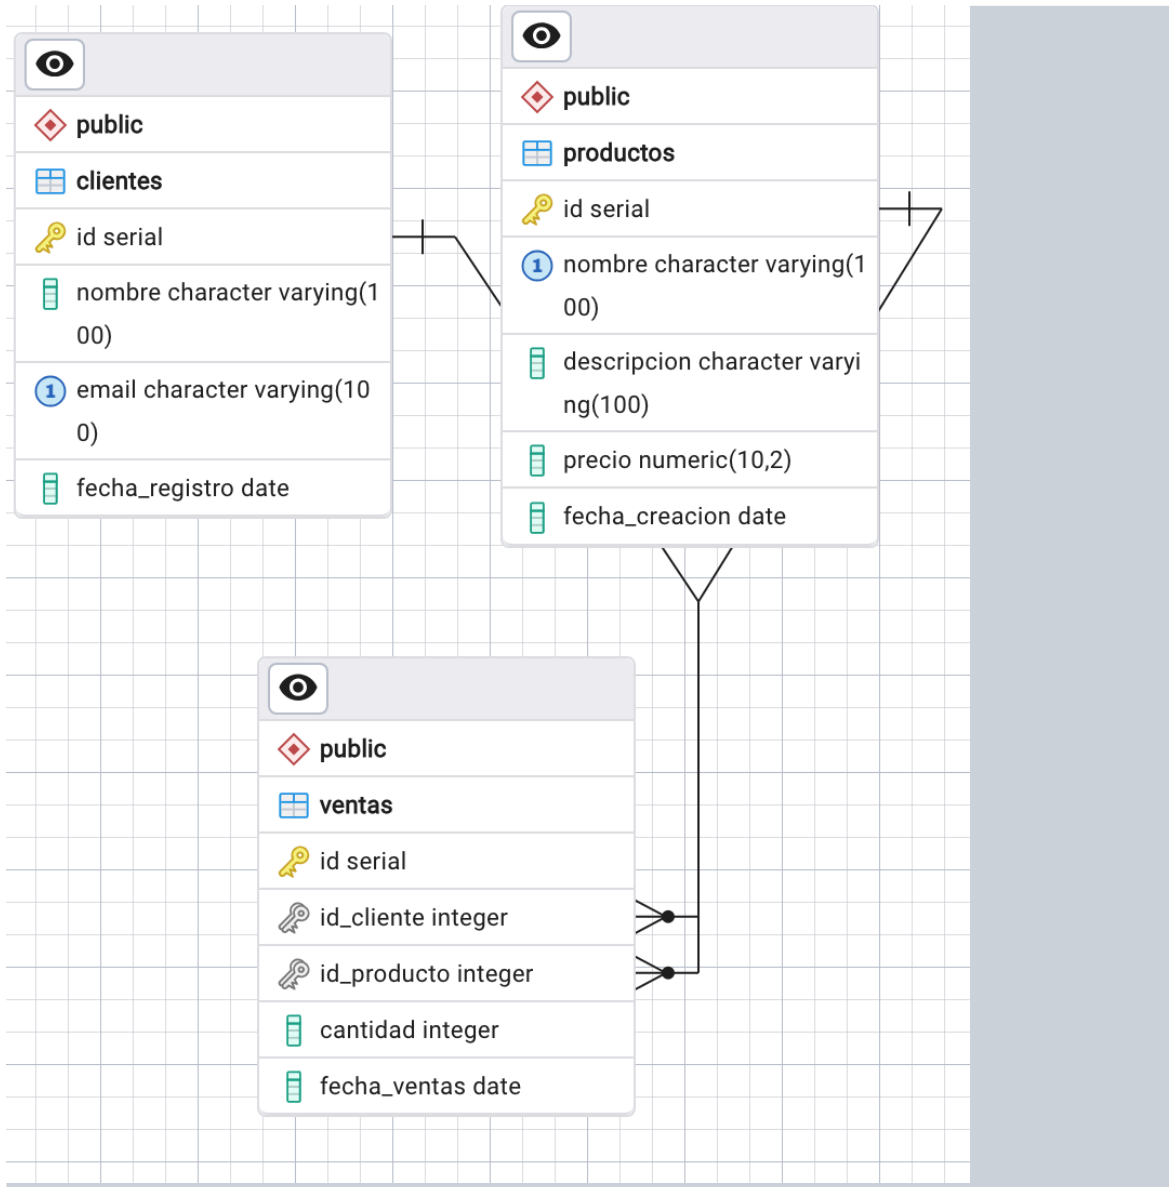 public
clientes
id serial
nombre character varying(1
00)
1 email character varying(10
0)
fecha_registro date
public
productos
id serial
1 nombre character varying(1
00)
descripcion character varyi
ng(100)
precio numeric(10,2)
fecha_creacion date
public
ventas
id serial
id_cliente integer
id_producto integer
cantidad integer
fecha_ventas date